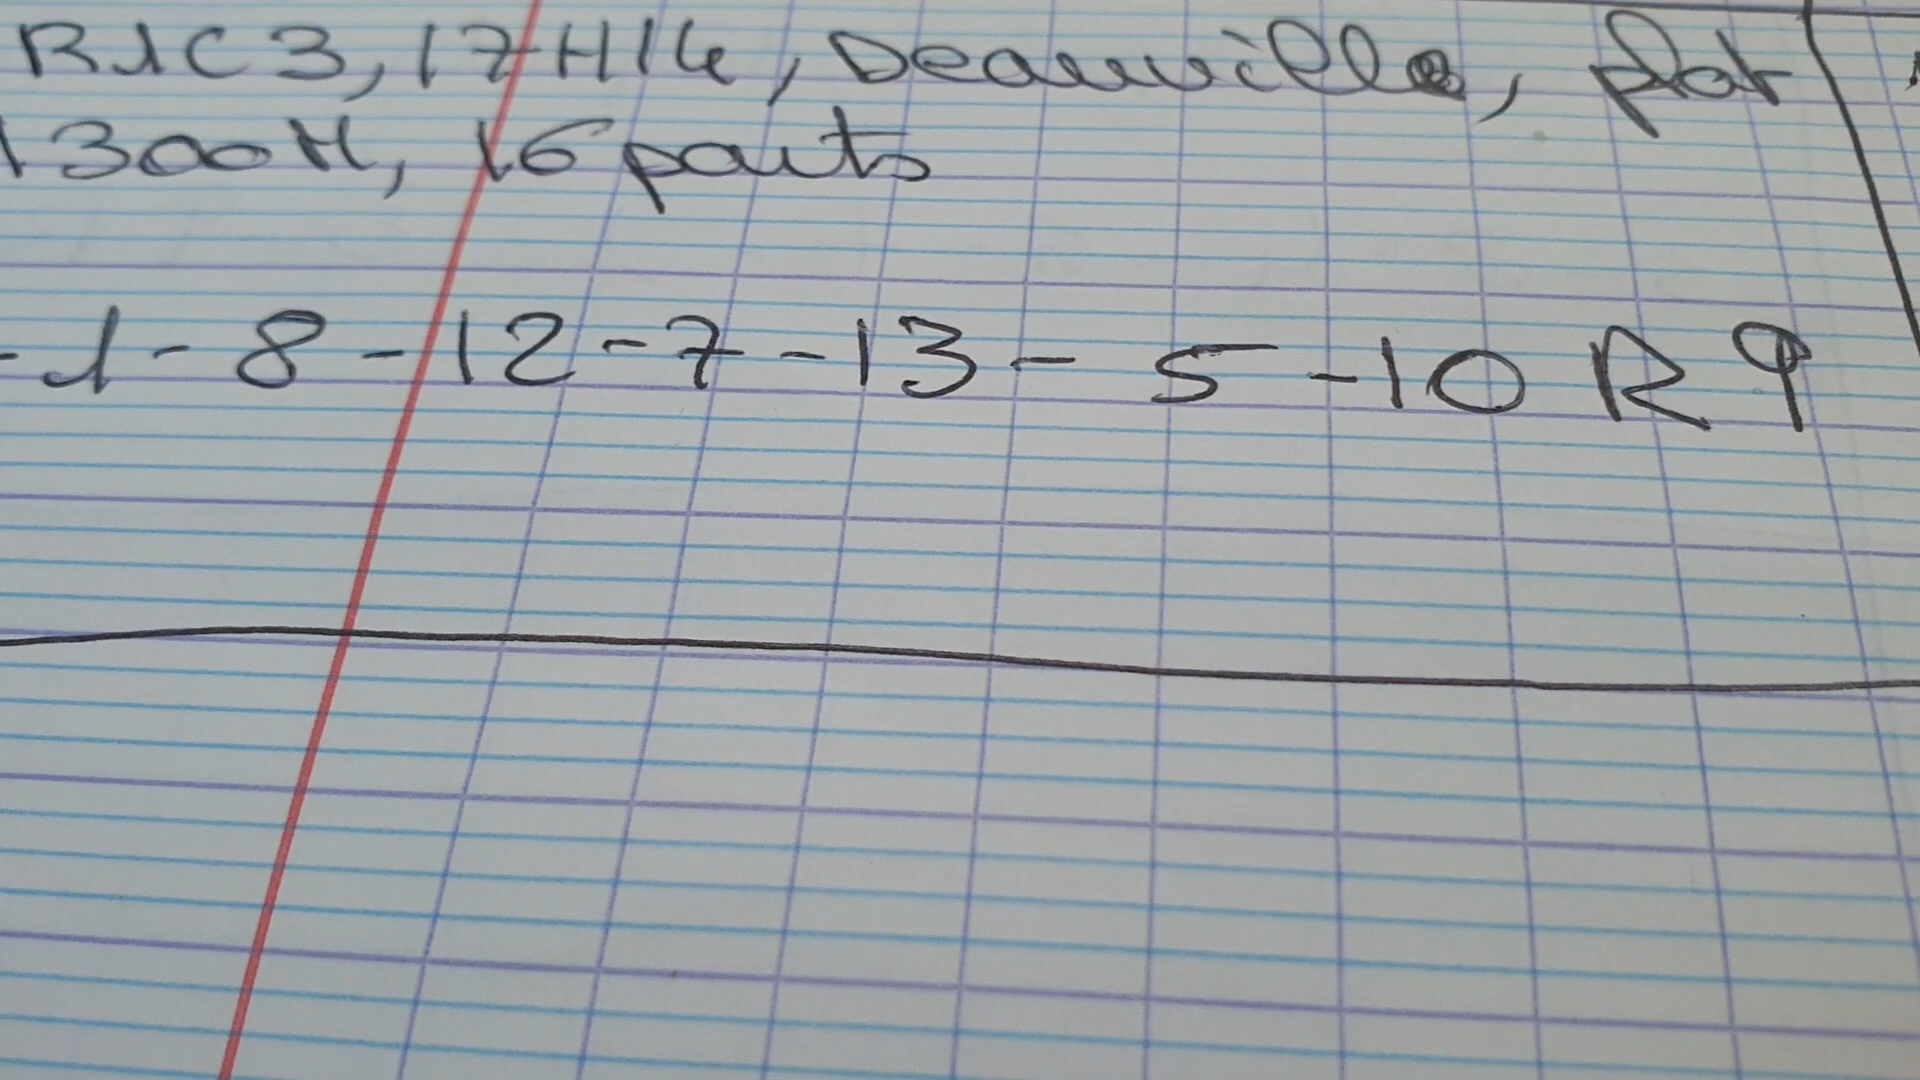 R1C3, 17H14, Deauville, plat
1300M, 16 parts
-1-8-12-7-13-5-10 R 9